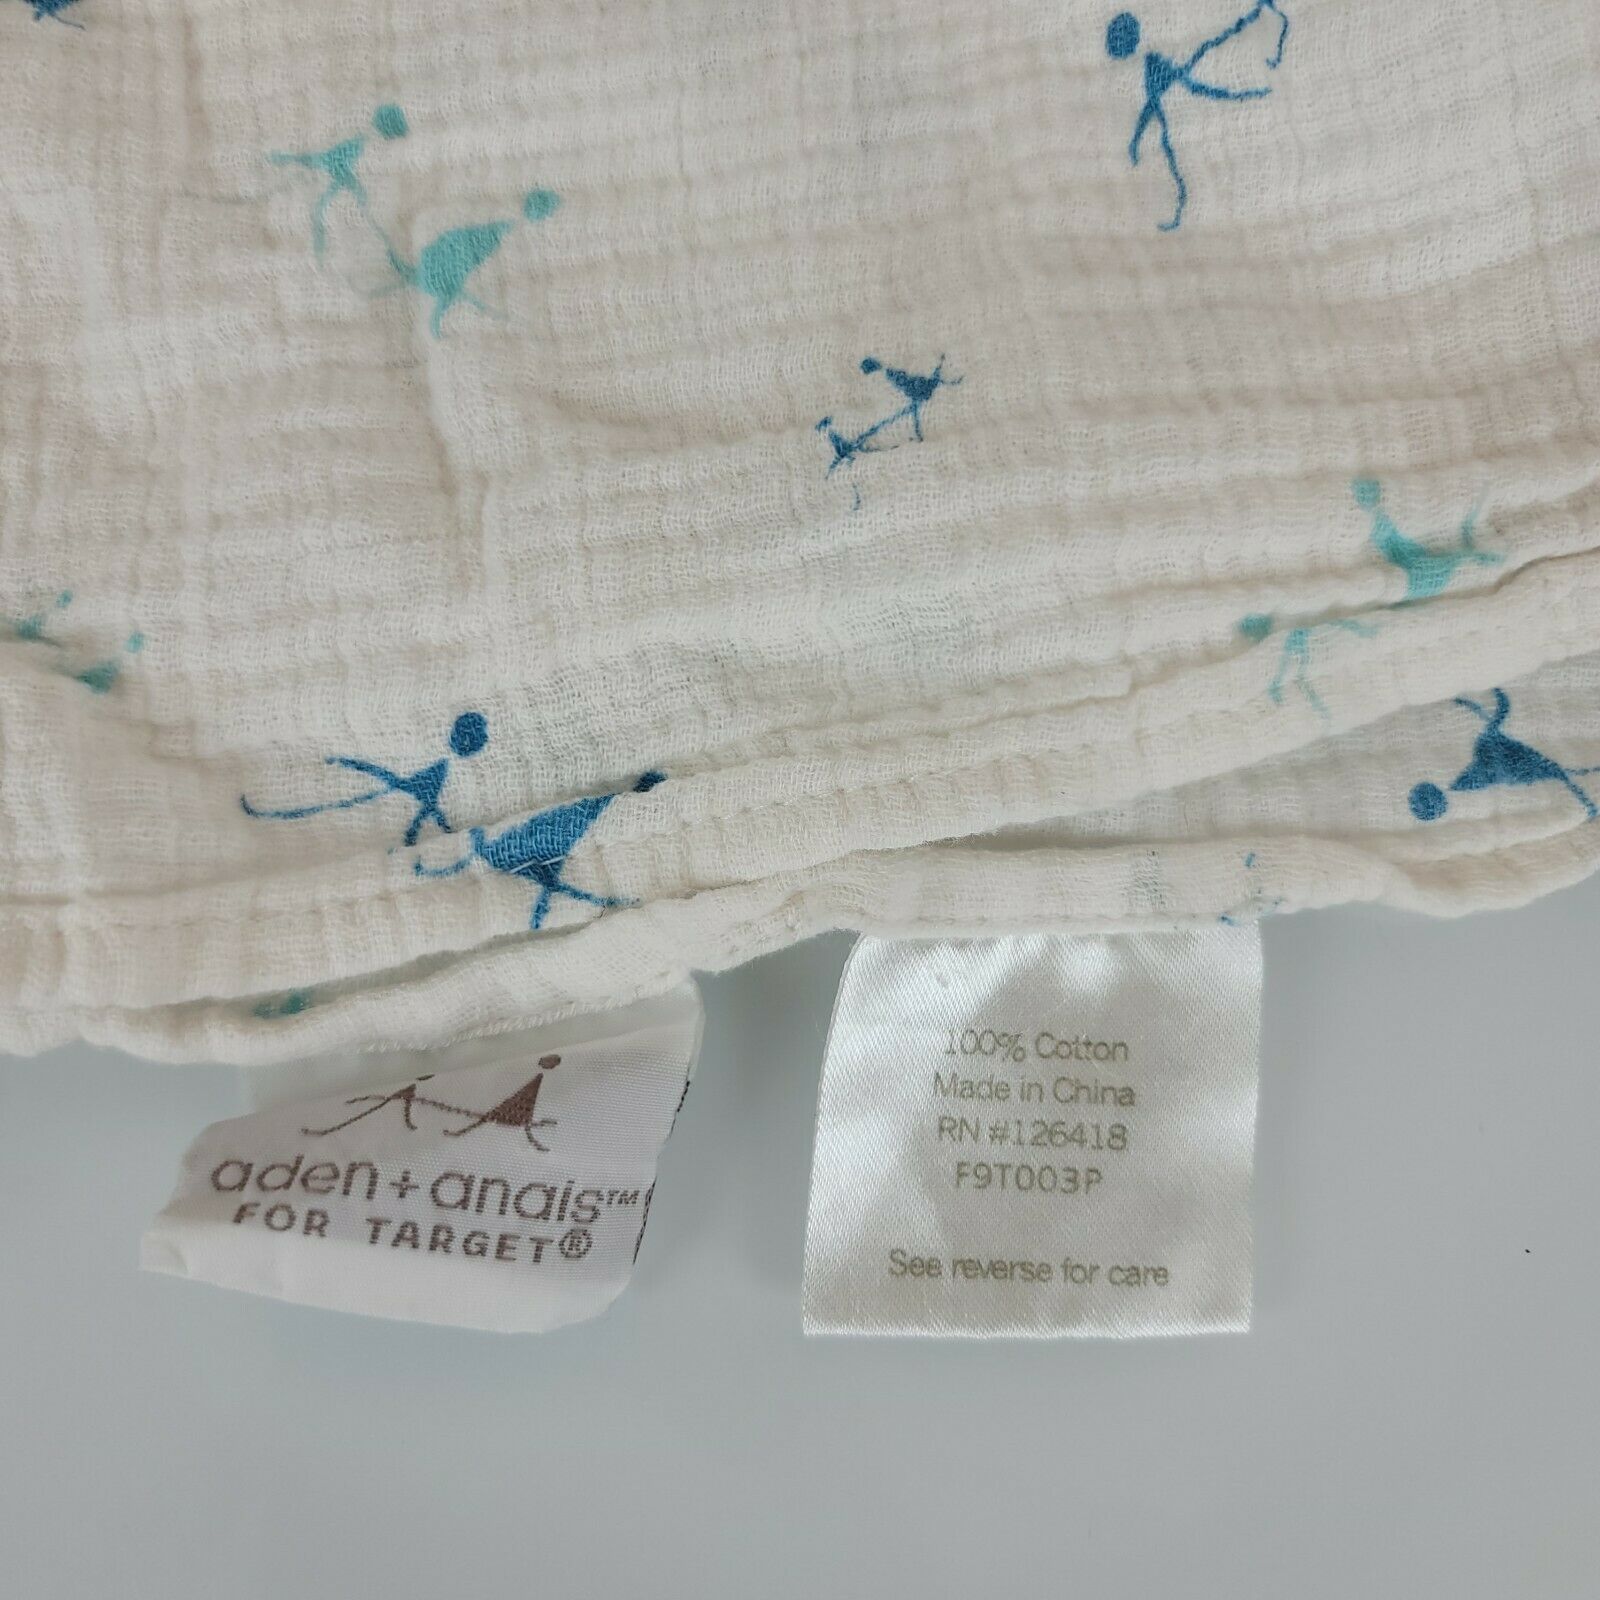 aden + anais™
FOR TARGET®
100% Cotton
Made in China
RN #126418
F9T003P
See reverse for care